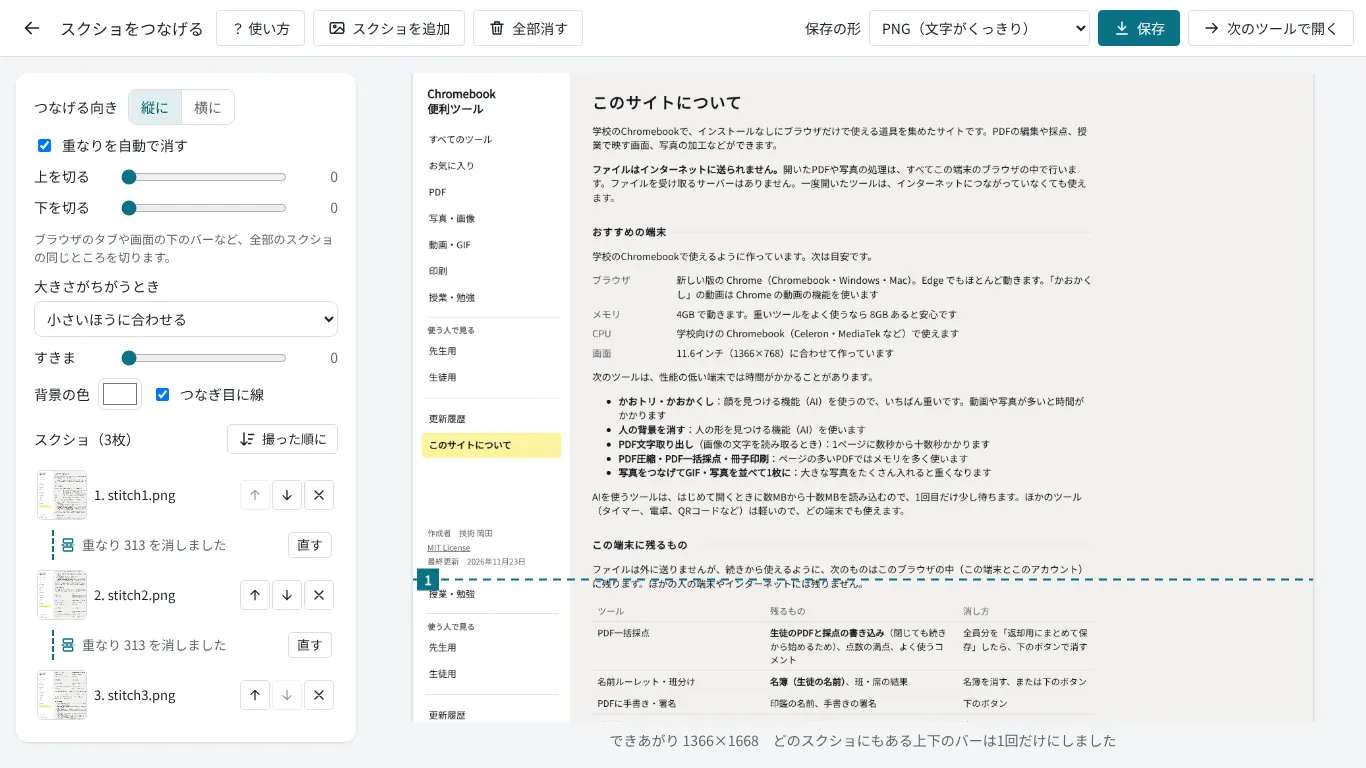 スクショをつなげる
? 使い方
スクショを追加
全部消す
保存の形
PNG（文字がくっきり）
保存
次のツールで開く
つなげる向き
縦に
横に
重なりを自動で消す
上を切る 0
下を切る 0
ブラウザのタブや画面の下のバーなど、全部のスクショ
の同じところを切ります。
大きさがちがうとき
小さいほうに合わせる
すきま 0
背景の色
つなぎ目に線
スクショ（3枚）
撮った順に
1. stitch1.png
重なり 313 を消しました
直す
2. stitch2.png
重なり 313 を消しました
直す
3. stitch3.png
Chromebook
便利ツール
すべてのツール
お気に入り
PDF
写真・画像
動画・GIF
印刷
授業・勉強
使う人で見る
先生用
生徒用
更新履歴
このサイトについて
作成者 技術 岡田
MIT License
最終更新 2026年11月23日
1
授業・勉強
使う人で見る
先生用
生徒用
更新履歴
このサイトについて
学校のChromebookで、インストールなしにブラウザだけで使える道具を集めたサイトです。PDFの編集や採点、授
業で映す画面、写真の加工などができます。
ファイルはインターネットに送られません。開いたPDFや写真の処理は、すべてこの端末のブラウザの中で行いま
す。ファイルを受け取るサーバーはありません。一度開いたツールは、インターネットにつながっていなくても使え
ます。
おすすめの端末
学校のChromebookで使えるように作っています。次は目安です。
ブラウザ 新しい版の Chrome（Chromebook・Windows・Mac）。Edge でもほとんど動きます。「かおかく
し」の動画は Chrome の動画の機能を使います
メモリ 4GB で動きます。重いツールをよく使うなら 8GB あると安心です
CPU 学校向けの Chromebook（Celeron・MediaTek など）で使えます
画面 11.6インチ（1366×768）に合わせて作っています
次のツールは、性能の低い端末では時間がかかることがあります。
かおトリ・かおかくし：顔を見つける機能（AI）を使うので、いちばん重いです。動画や写真が多いと時間が
かかります
人の背景を消す：人の形を見つける機能（AI）を使います
PDF文字取り出し（画像の文字を読み取るとき）：1ページに数秒から十数秒かかります
PDF圧縮・PDF一括採点・冊子印刷：ページの多いPDFではメモリを多く使います
写真をつなげてGIF・写真を並べて1枚に：大きな写真をたくさん入れると重くなります
AIを使うツールは、はじめて開くときに数MBから十数MBを読み込むので、1回目だけ少し待ちます。ほかのツール
（タイマー、電卓、QRコードなど）は軽いので、どの端末でも使えます。
この端末に残るもの
ファイルは外に送りませんが、続きから使えるように、次のものはこのブラウザの中（この端末とこのアカウント）
に残ります。ほかの人の端末やインターネットには残りません。
ツール 残るもの 消し方
PDF一括採点 生徒のPDFと採点の書き込み（閉じても続き 全員分を「返却用にまとめて保
から始めるため）、点数の満点、よく使うコ 存」したら、下のボタンで消す
メント
名前ルーレット・班分け 名簿（生徒の名前）、班・席の結果 名簿を消す、または下のボタン
PDFに手書き・署名 印鑑の名前、手書きの署名 下のボタン
できあがり 1366×1668 どのスクショにもある上下のバーは1回だけにしました